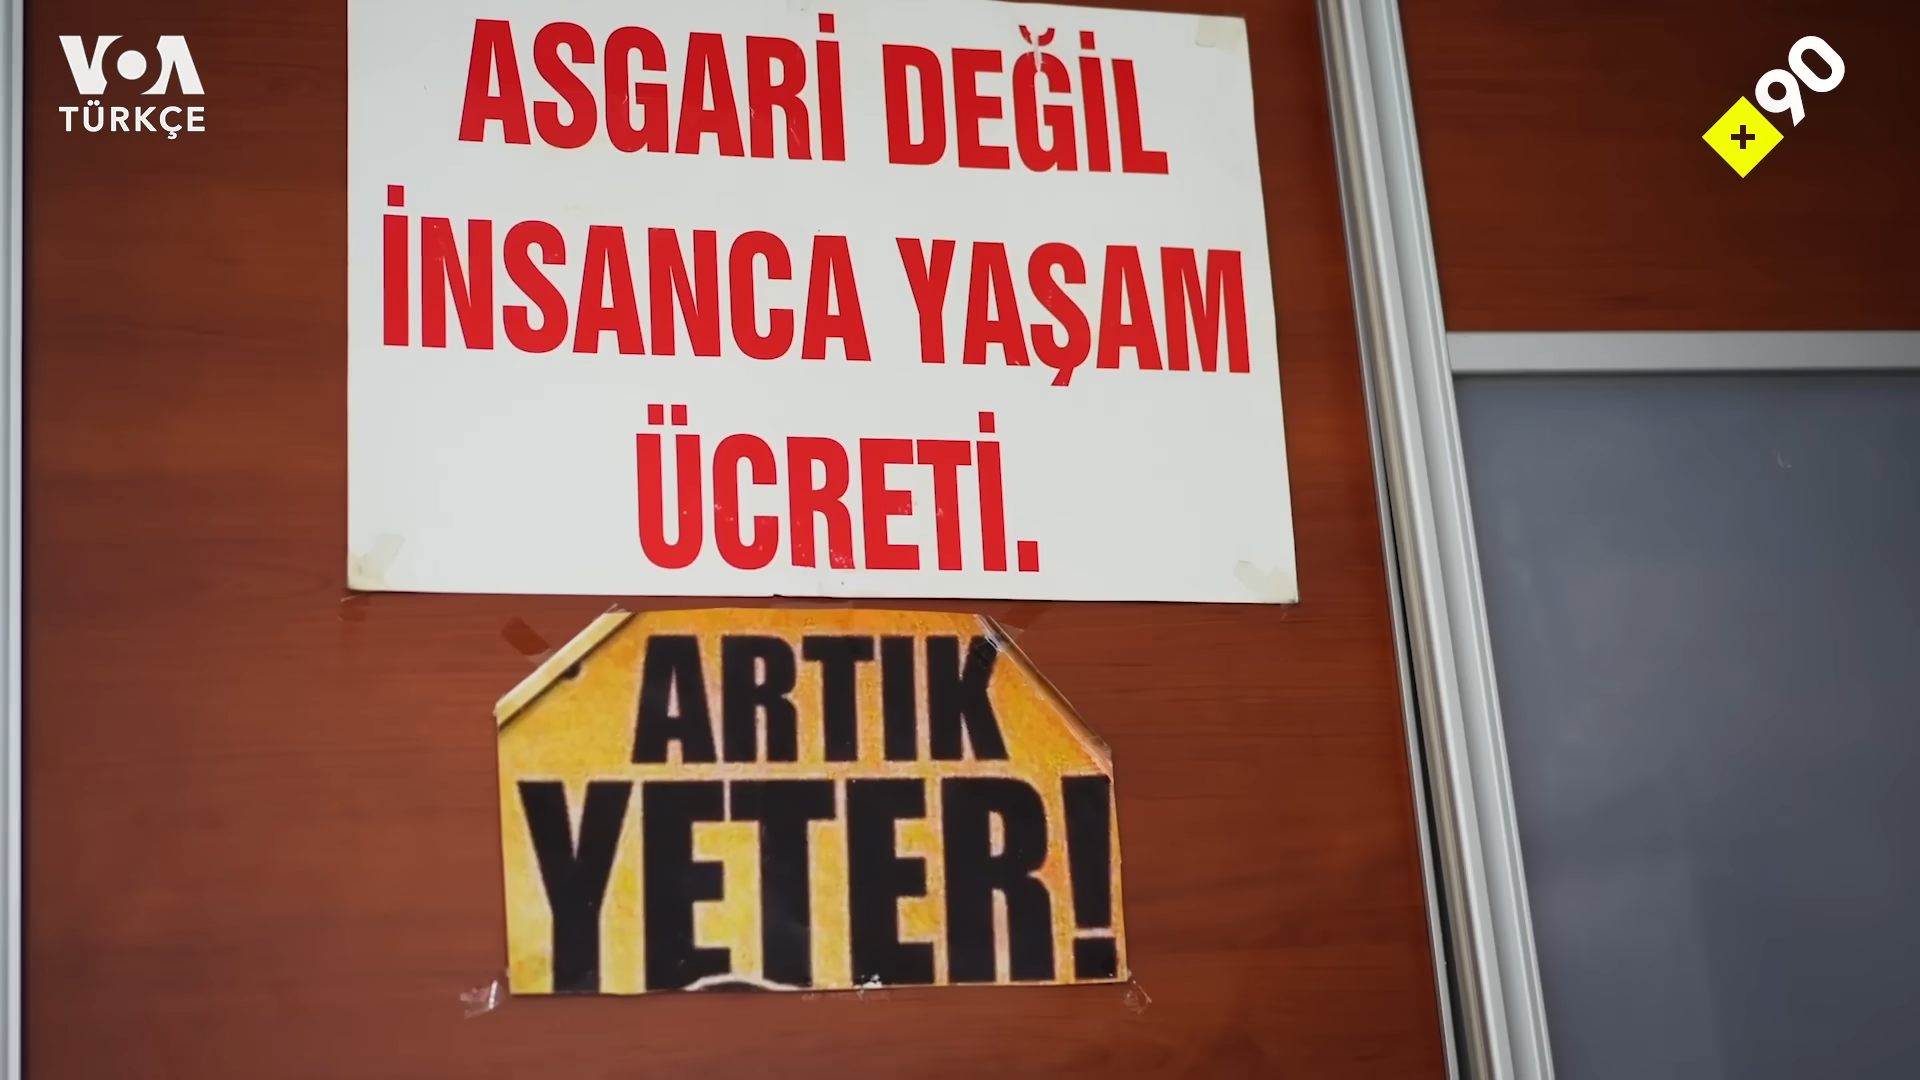 VOA
TÜRKÇE
+90
ASGARİ DEĞİL
İNSANCA YAŞAM
ÜCRETİ.
ARTIK
YETER!